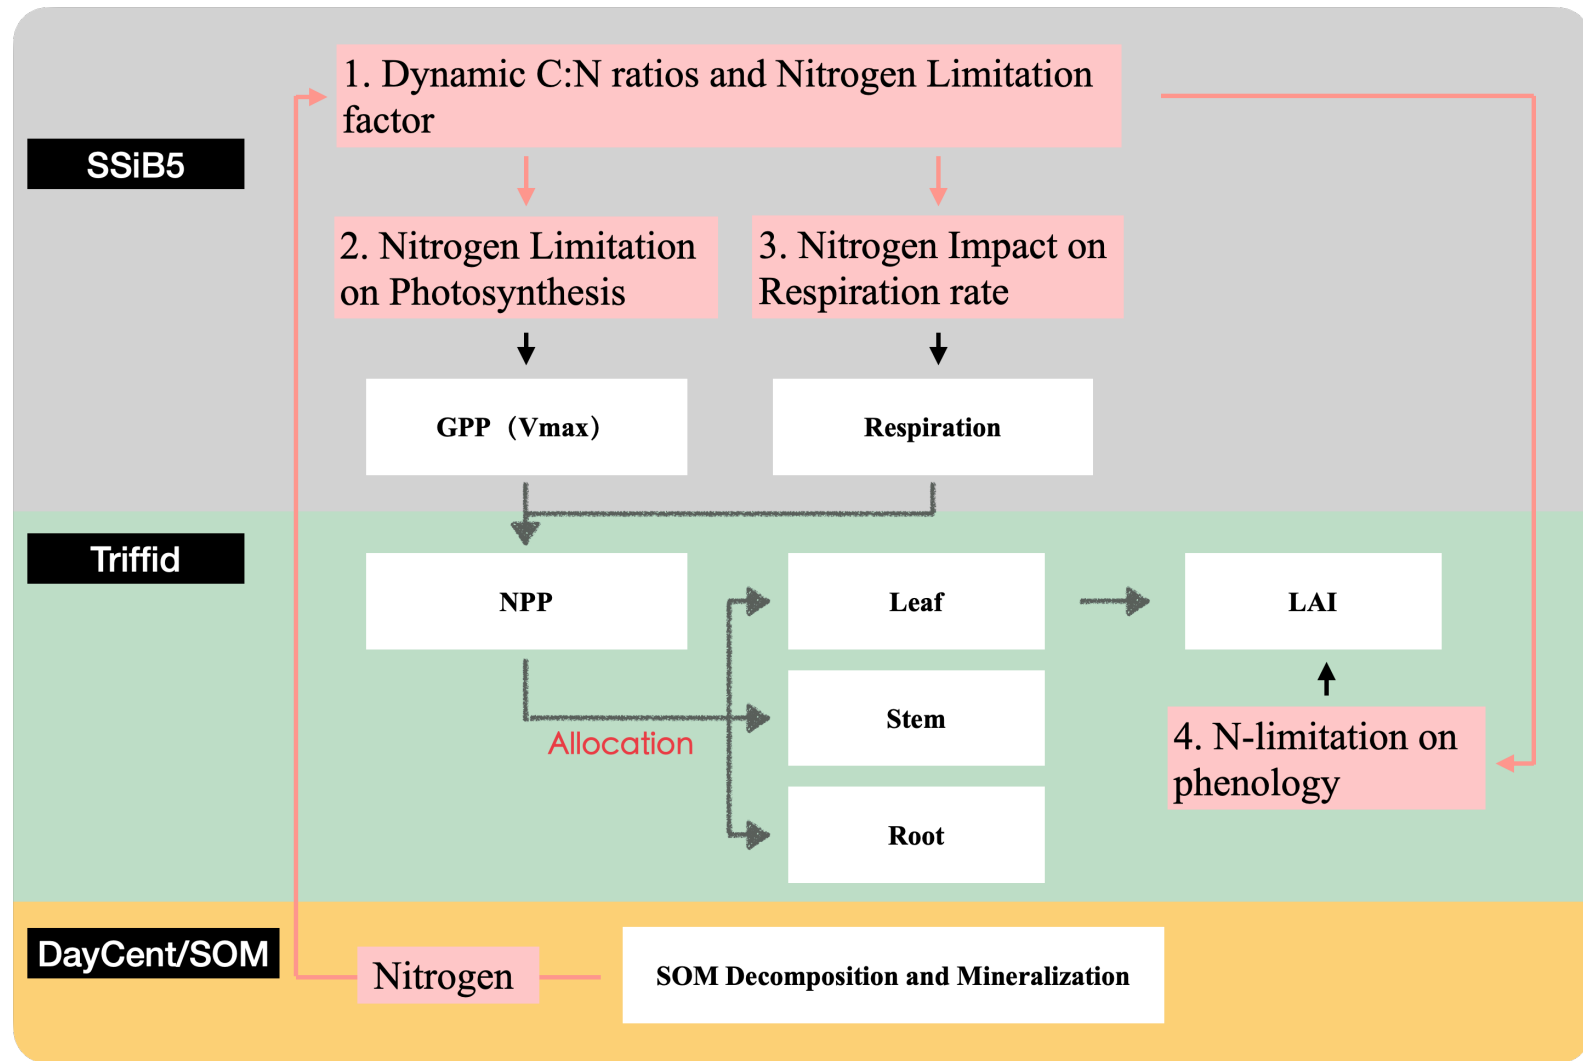 1. Dynamic C:N ratios and Nitrogen Limitation
factor
SSiB5
2. Nitrogen Limitation
on Photosynthesis
3. Nitrogen Impact on
Respiration rate
GPP（Vmax）
Respiration
Triffid
NPP
Leaf
LAI
Stem
Allocation
4. N-limitation on
phenology
Root
DayCent/SOM
Nitrogen
SOM Decomposition and Mineralization